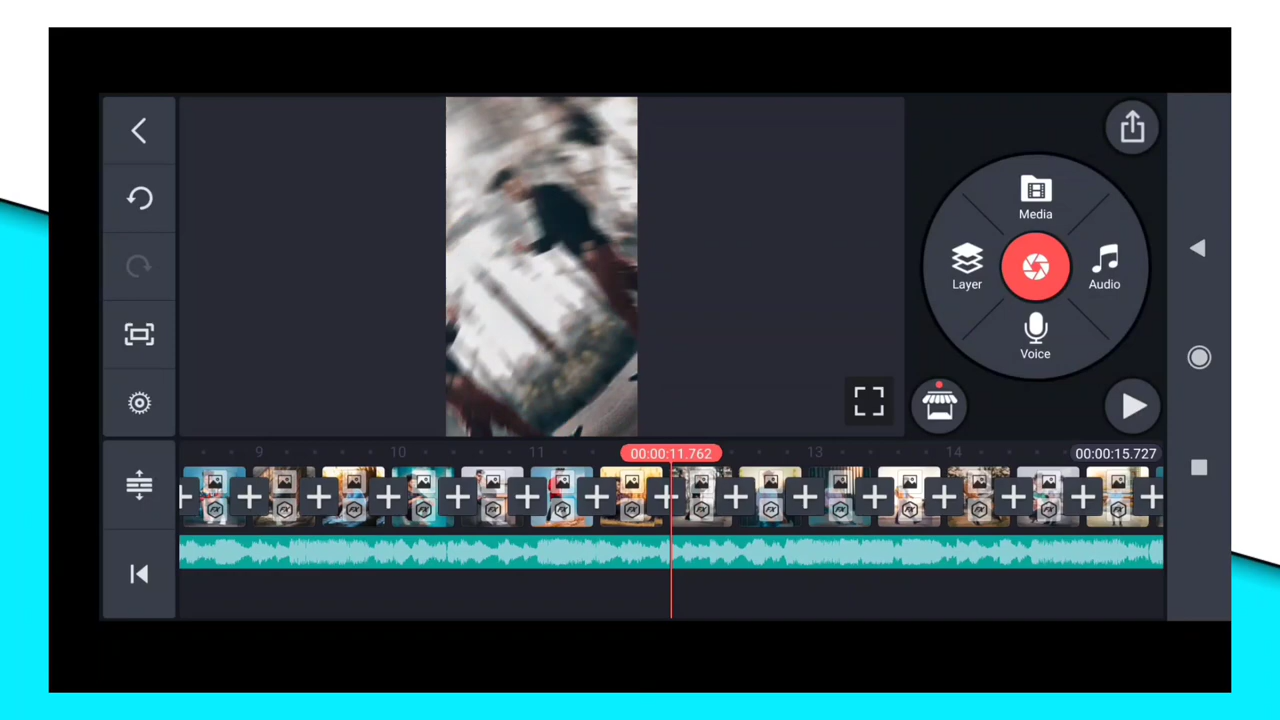 Media
Layer
Audio
Voice
9
10
11
00:00:11.762
13
14
00:00:15.727